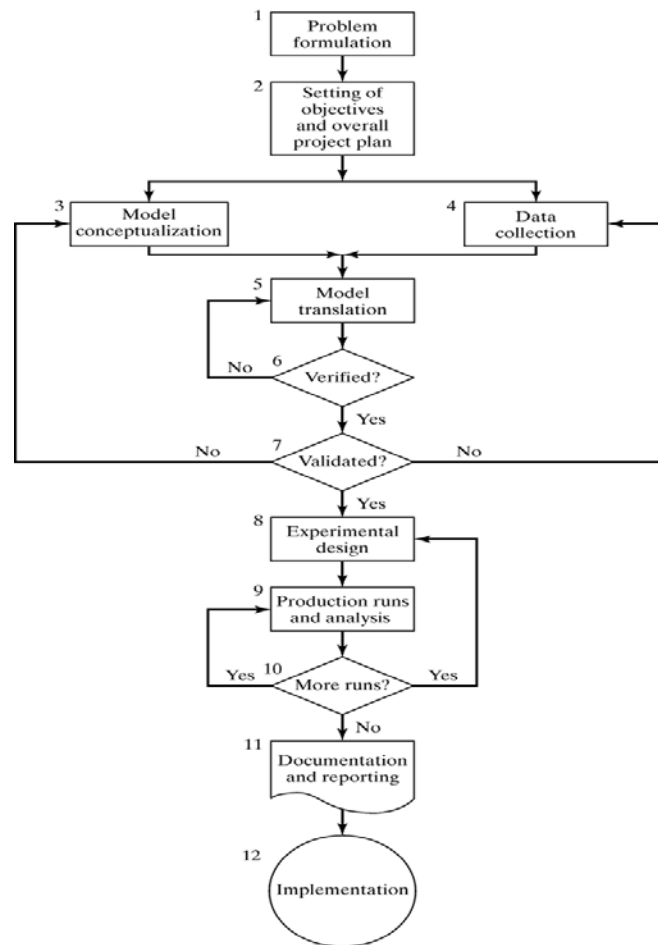 1
Problem
formulation
2
Setting of
objectives
and overall
project plan
3
Model
conceptualization
4
Data
collection
5
Model
translation
6
Verified?
No
Yes
7
Validated?
No
No
Yes
8
Experimental
design
9
Production runs
and analysis
10
More runs?
Yes
Yes
No
11
Documentation
and reporting
12
Implementation